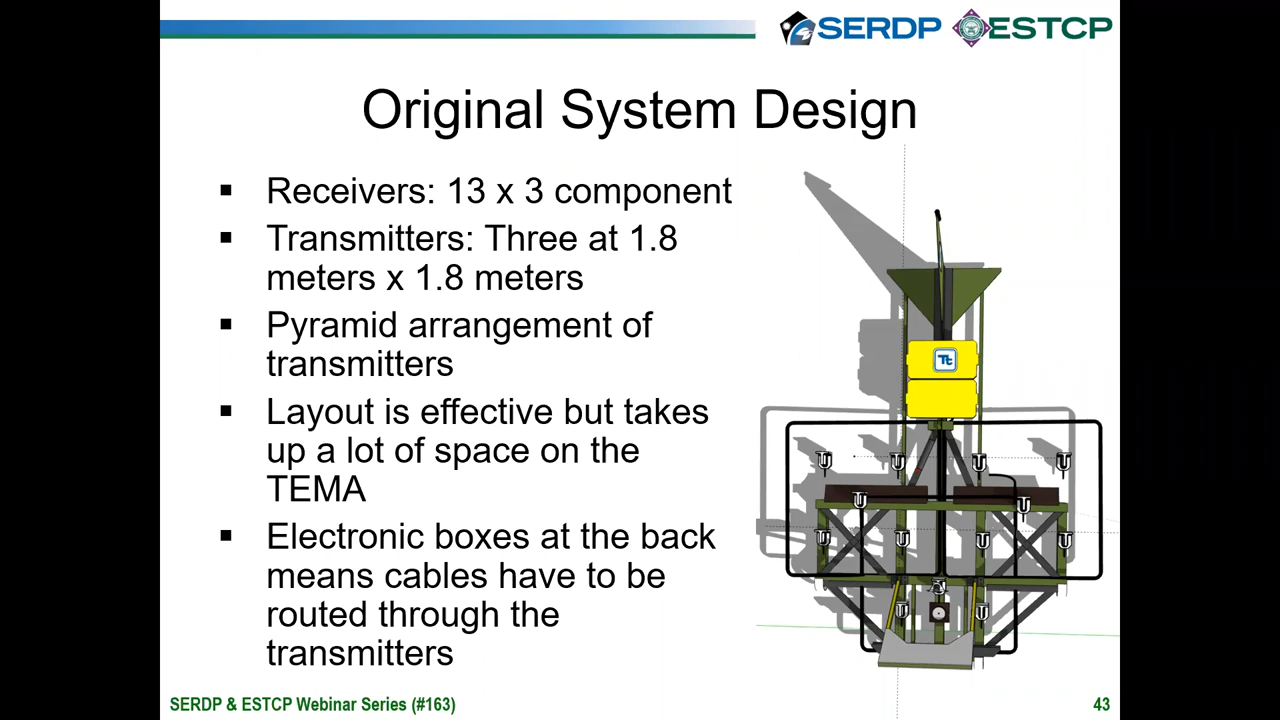 SERDP ESTCP
Original System Design
▪ Receivers: 13 x 3 component
▪ Transmitters: Three at 1.8
meters x 1.8 meters
▪ Pyramid arrangement of
transmitters
▪ Layout is effective but takes
up a lot of space on the
TEMA
▪ Electronic boxes at the back
means cables have to be
routed through the
transmitters
SERDP & ESTCP Webinar Series (#163)
43